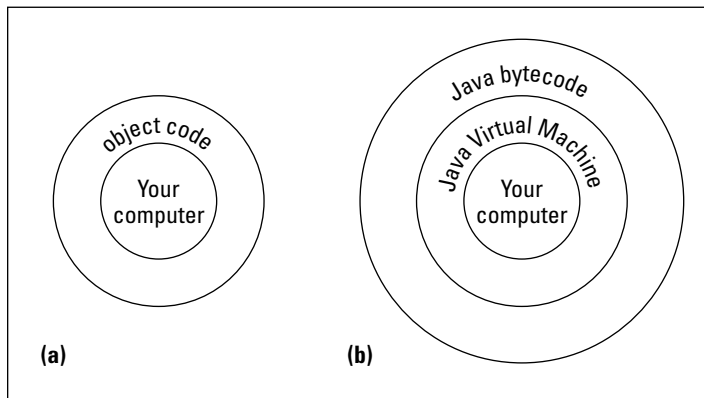 object code
Your
computer
(a)
Java bytecode
Java Virtual Machine
Your
computer
(b)